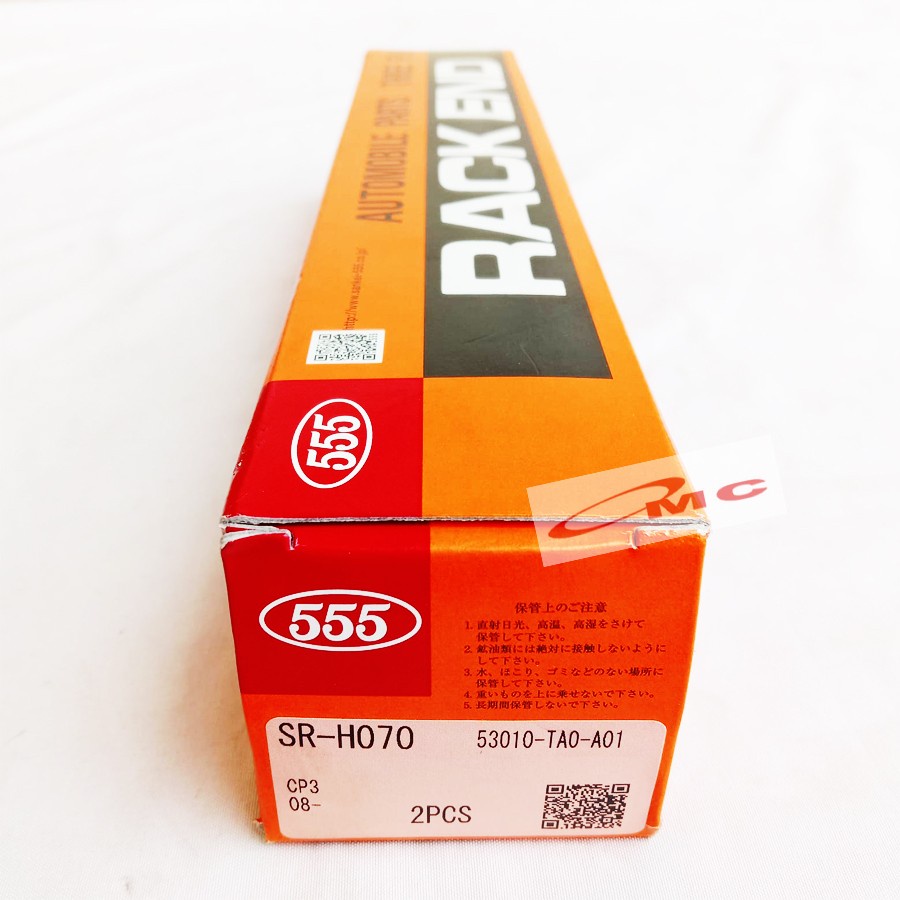 RACK END
AUTOMOBILE PARTS
http://www.sankei-555.co.jp
555
MC
555
保管上のご注意
1. 直射日光、高温、高湿をさけて
保管して下さい。
2. 鉱油類には絶対に接触しないように
して下さい。
3. 水、ほこり、ゴミなどのない場所に
保管して下さい。
4. 重いものを上に乗せないで下さい。
5. 長期間保管しないで下さい。
SR-H070
53010-TA0-A01
CP3
08-
2PCS